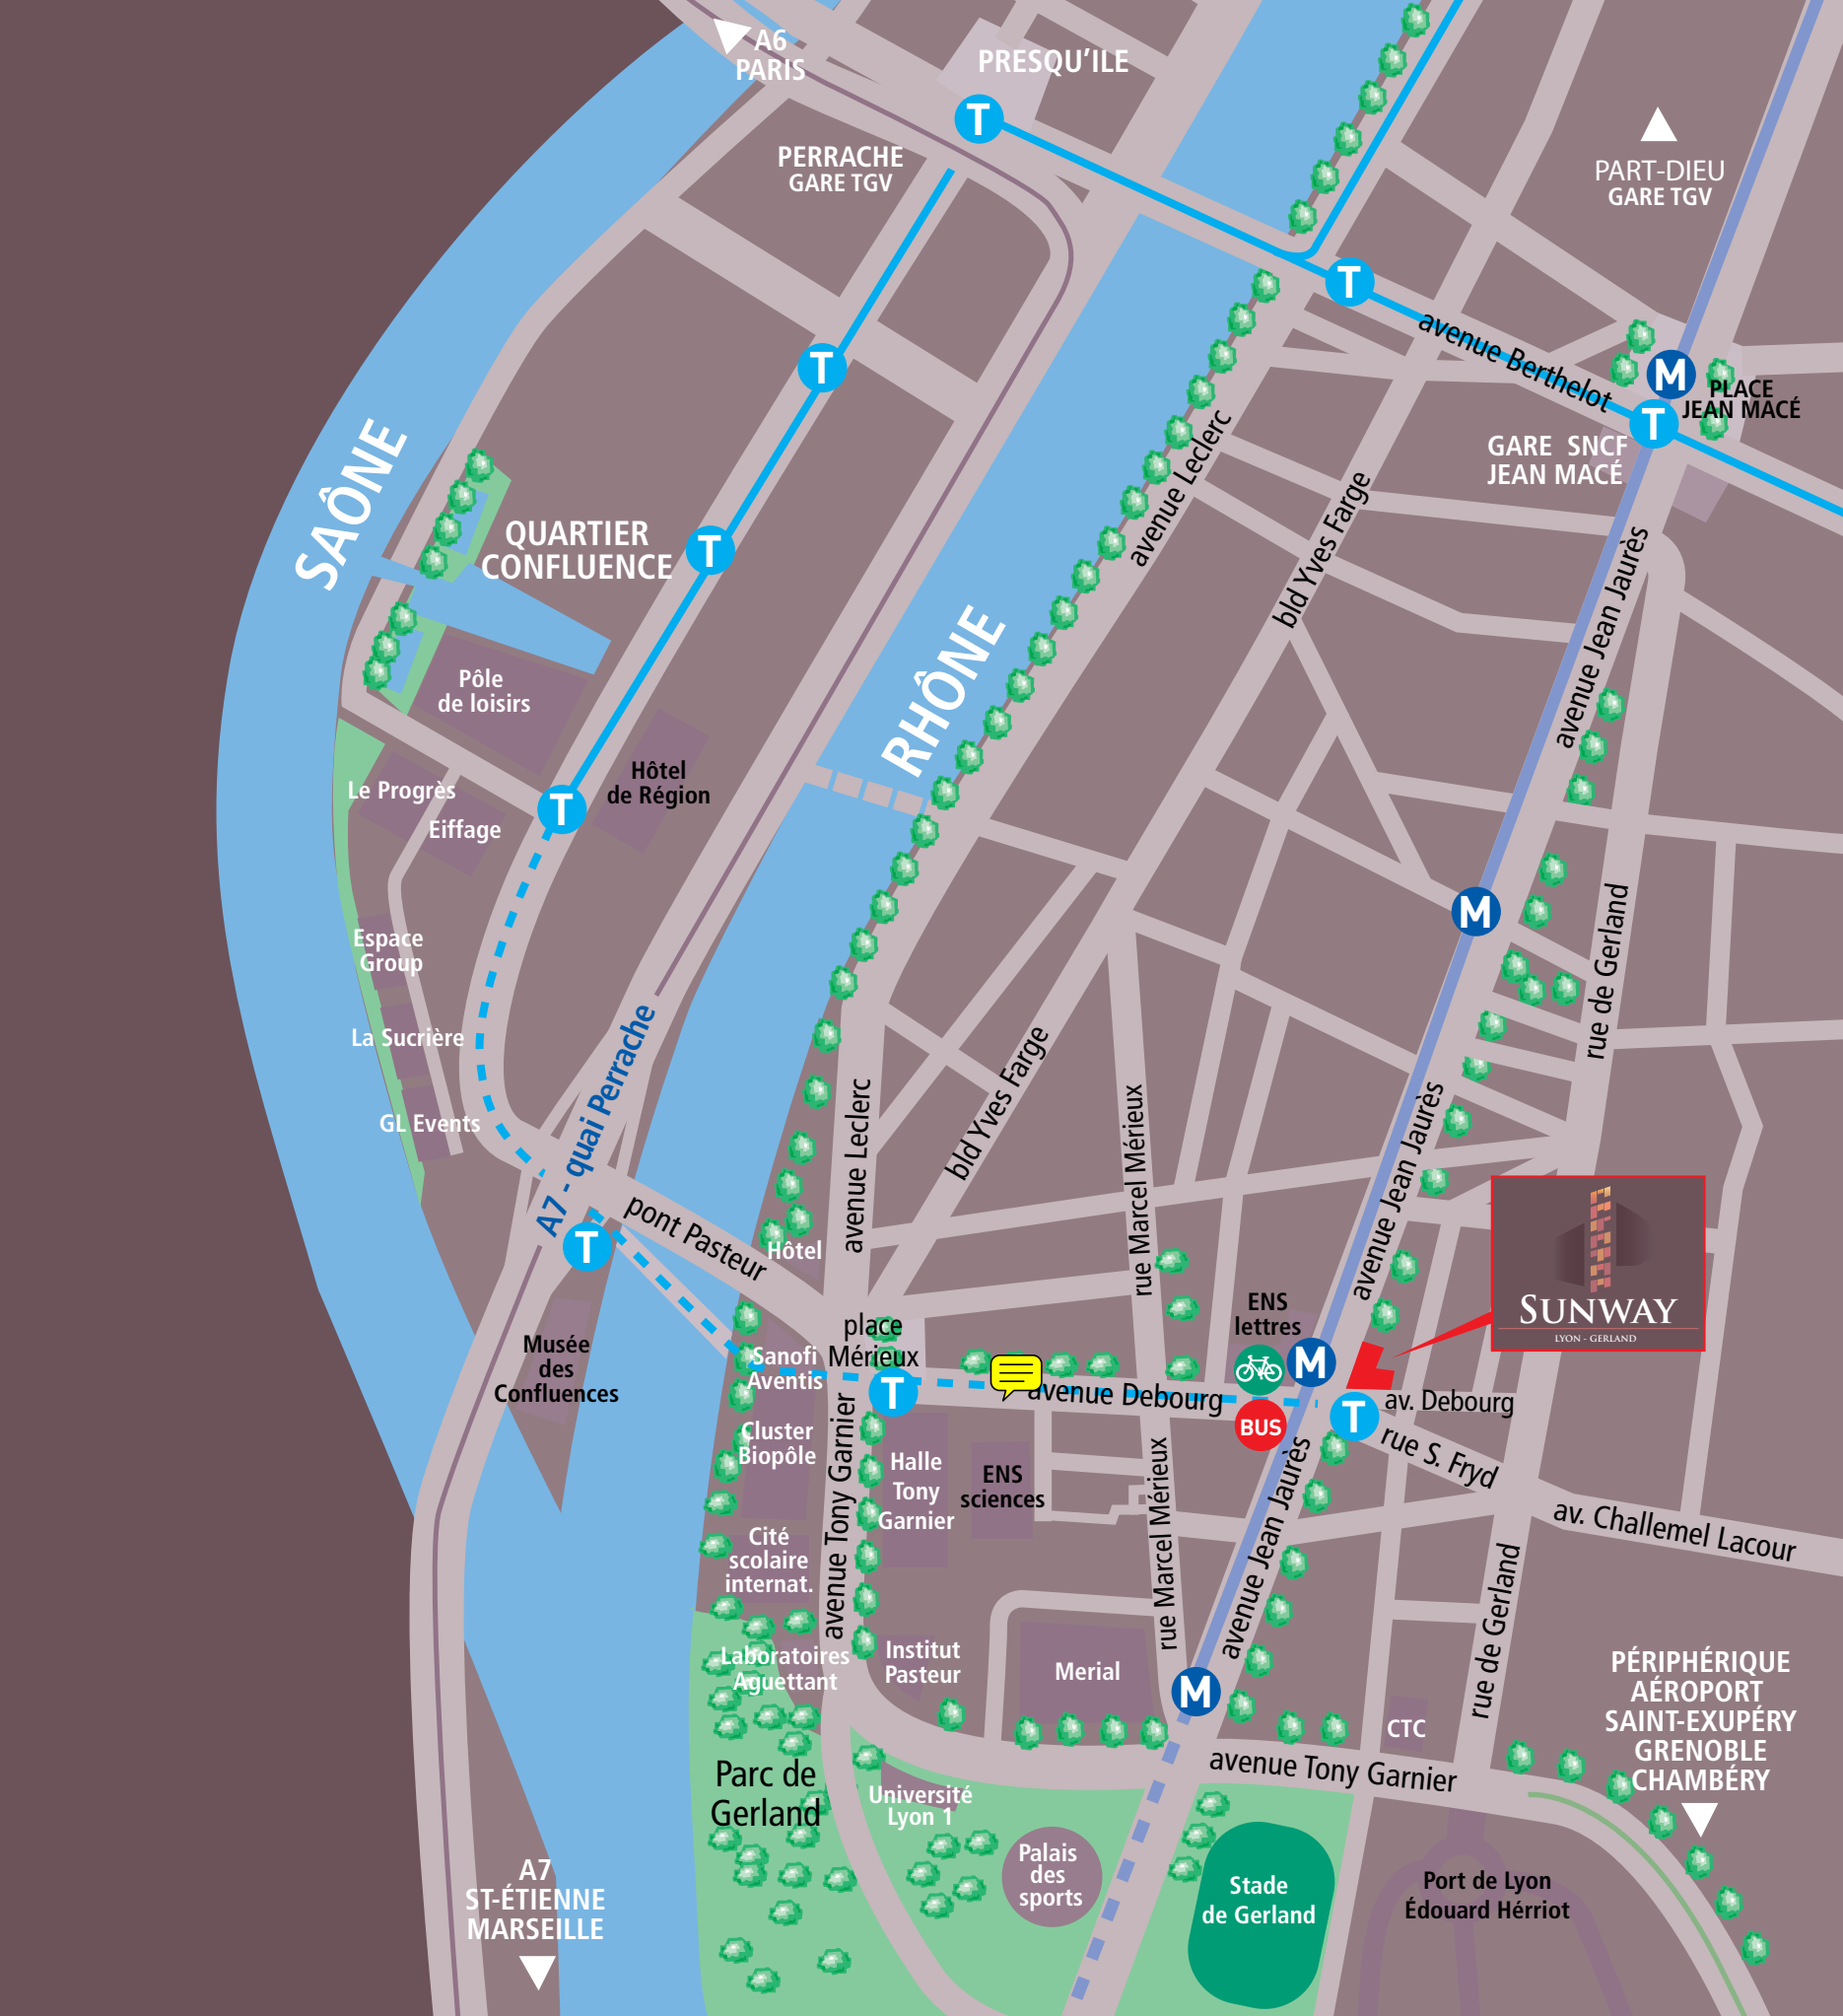 A6
PARIS
PRESQU'ILE
T
PERRACHE
GARE TGV
PART-DIEU
GARE TGV
T
avenue Berthelot
T
M
PLACE
JEAN MACÉ
T
GARE SNCF
JEAN MACÉ
SAÔNE
QUARTIER
CONFLUENCE
T
avenue Leclerc
bld Yves Farge
avenue Jean Jaurès
RHÔNE
Pôle
de loisirs
Hôtel
de Région
Le Progrès
Eiffage
T
M
rue de Gerland
Espace
Group
La Sucrière
GL Events
A7 - quai Perrache
avenue Leclerc
bld Yves Farge
rue Marcel Mérieux
avenue Jean Jaurès
pont Pasteur
T
Hôtel
SUNWAY
LYON - GERLAND
ENS
lettres
place
Mérieux
Musée
des
Confluences
Sanofi
Aventis
T
avenue Debourg
M
BUS
T
av. Debourg
rue S. Fryd
av. Challemel Lacour
Cluster
Biopôle
avenue Tony Garnier
Halle
Tony
Garnier
ENS
sciences
rue Marcel Mérieux
avenue Jean Jaurès
Cité
scolaire
internat.
rue de Gerland
Laboratoires
Aguettant
Institut
Pasteur
Merial
M
CTC
PÉRIPHÉRIQUE
AÉROPORT
SAINT-EXUPÉRY
GRENOBLE
CHAMBÉRY
avenue Tony Garnier
Parc de
Gerland
Université
Lyon 1
Palais
des
sports
Stade
de Gerland
Port de Lyon
Édouard Hérriot
A7
ST-ÉTIENNE
MARSEILLE